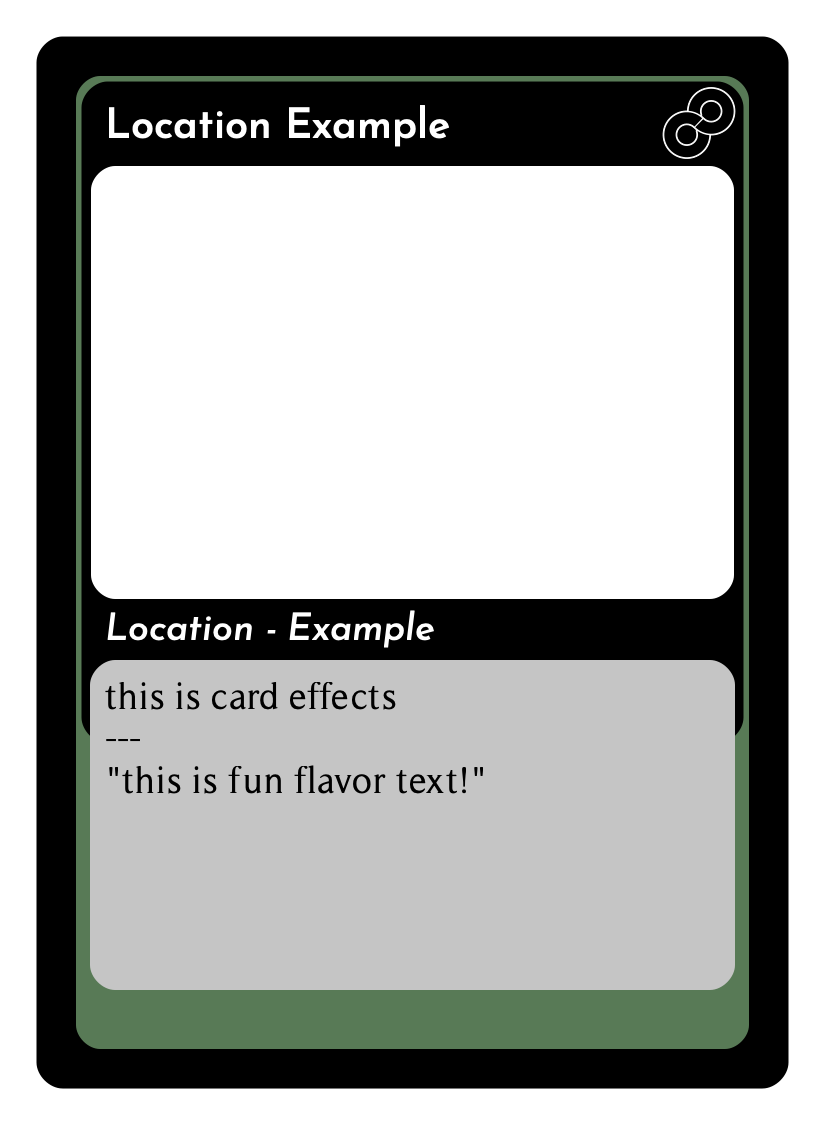 Location Example
Location - Example
this is card effects
---
"this is fun flavor text!"